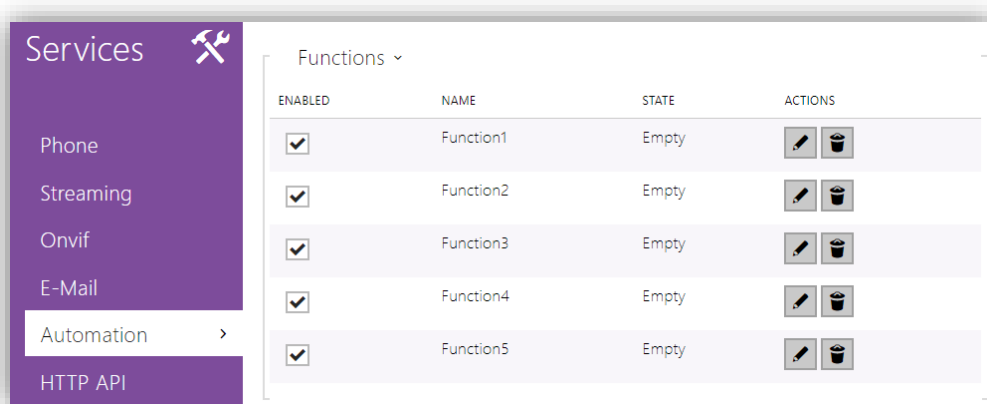 Services
Phone
Streaming
Onvif
E-Mail
Automation
HTTP API
Functions
ENABLED NAME STATE ACTIONS
Function1 Empty
Function2 Empty
Function3 Empty
Function4 Empty
Function5 Empty